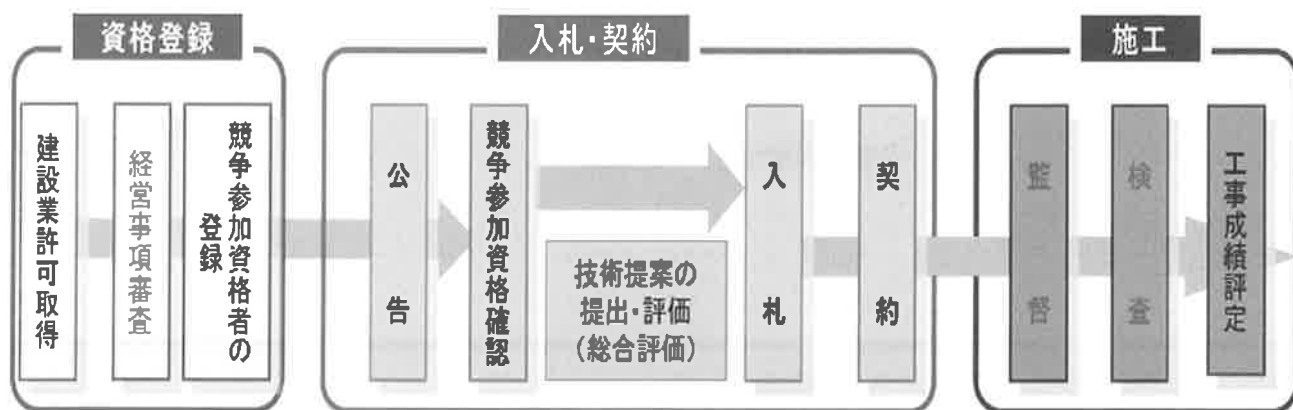 資格登録
建設業許可取得
経営事項審査
競争参加資格者の
登録
入札・契約
公告
競争参加資格確認
技術提案の
提出・評価
(総合評価)
入札
契約
施工
監督
検査
工事成績評定